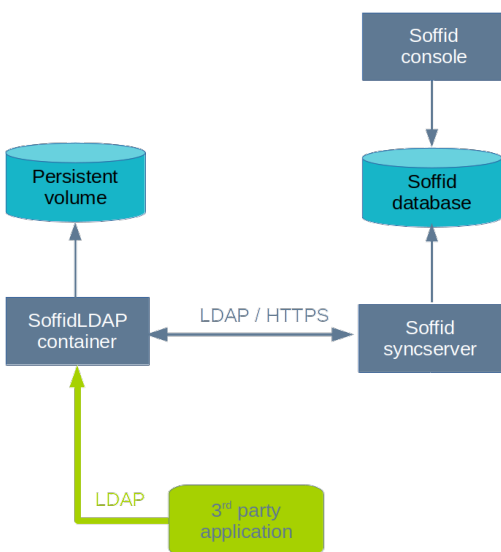 Soffid
console
Persistent
volume
Soffid
database
SoffidLDAP
container
LDAP / HTTPS
Soffid
syncserver
LDAP
3rd party
application